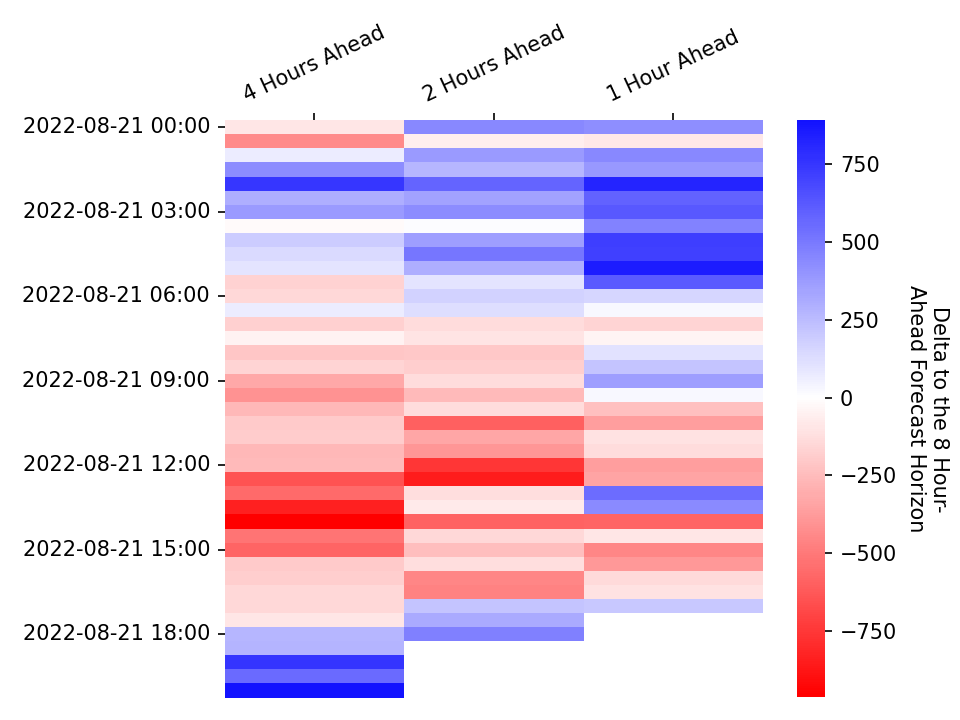 4 Hours Ahead
2 Hours Ahead
1 Hour Ahead
2022-08-21 00:00
2022-08-21 03:00
2022-08-21 06:00
2022-08-21 09:00
2022-08-21 12:00
2022-08-21 15:00
2022-08-21 18:00
750
500
250
0
−250
−500
−750
Delta to the 8 Hour-
Ahead Forecast Horizon